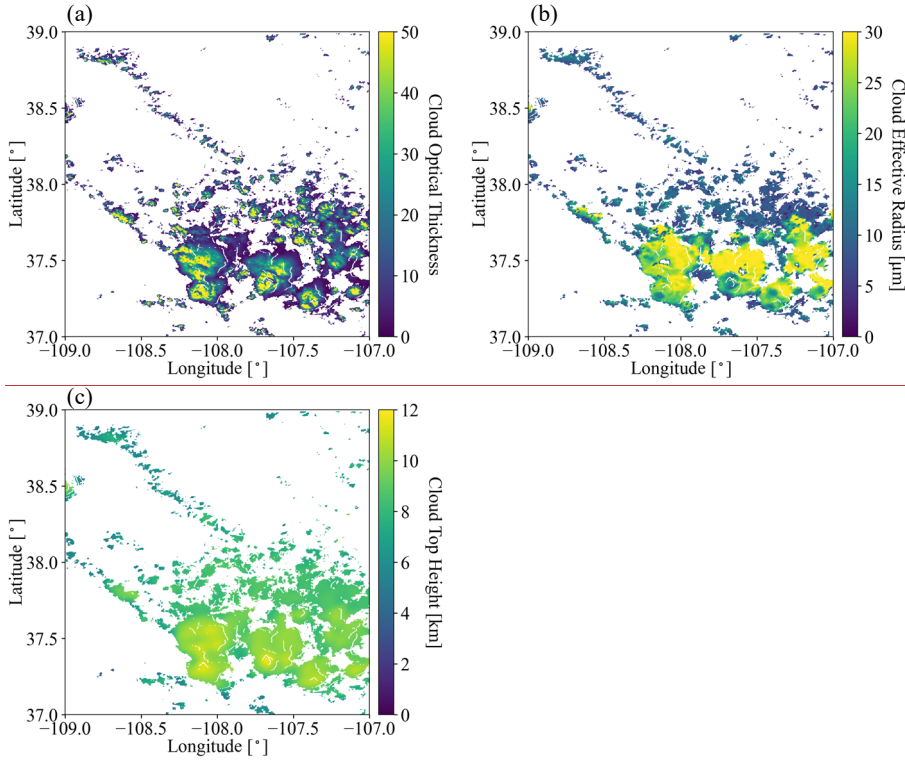 (a)
39.0
38.5
38.0
37.5
37.0
Latitude [°]
−109.0 −108.5 −108.0 −107.5 −107.0
Longitude [°]
50
40
30
20
10
0
Cloud Optical Thickness
(b)
39.0
38.5
38.0
37.5
37.0
Latitude [°]
−109.0 −108.5 −108.0 −107.5 −107.0
Longitude [°]
30
25
20
15
10
5
0
Cloud Effective Radius [μm]
(c)
39.0
38.5
38.0
37.5
37.0
Latitude [°]
−109.0 −108.5 −108.0 −107.5 −107.0
Longitude [°]
12
10
8
6
4
2
0
Cloud Top Height [km]